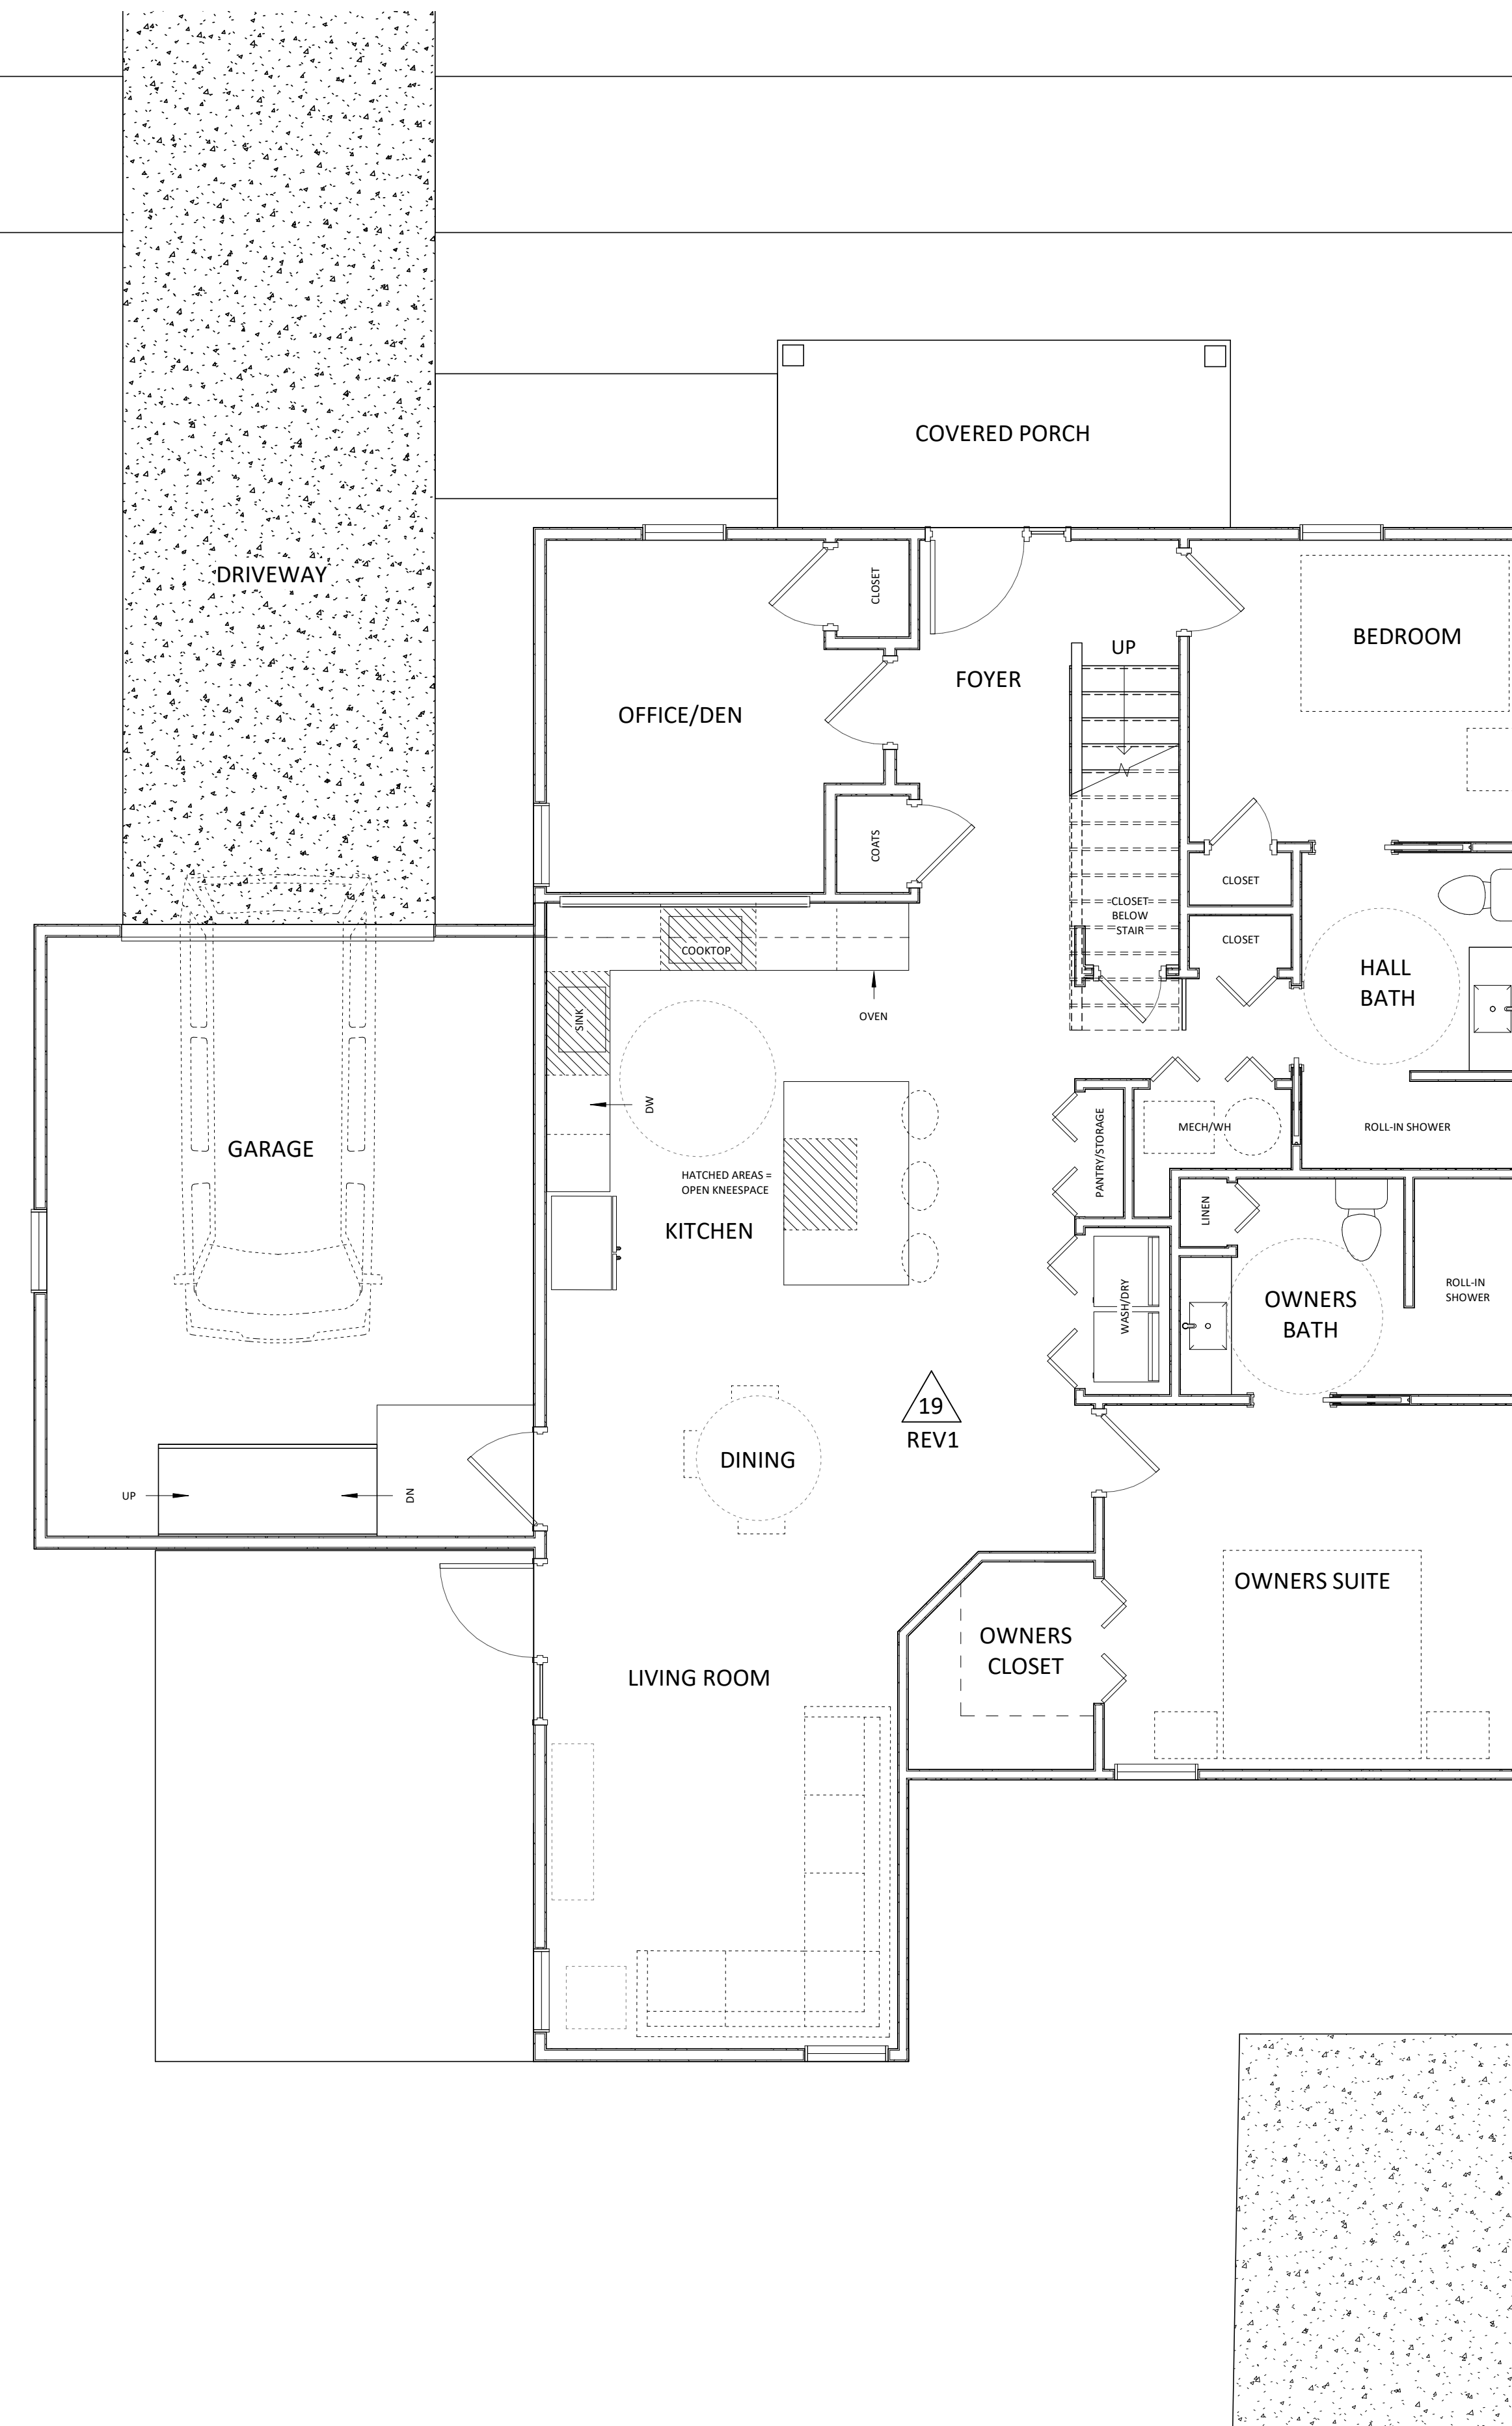 COVERED PORCH
DRIVEWAY
CLOSET
BEDROOM
UP
FOYER
OFFICE/DEN
COATS
CLOSET
CLOSET
BELOW
STAIR
CLOSET
COOKTOP
HALL
BATH
SINK
OVEN
DW
GARAGE
MECH/WH
ROLL-IN SHOWER
PANTRY/STORAGE
HATCHED AREAS =
OPEN KNEESPACE
KITCHEN
LINEN
ROLL-IN
SHOWER
OWNERS
BATH
WASH/DRY
19
REV1
DINING
UP
DN
OWNERS SUITE
OWNERS
CLOSET
LIVING ROOM